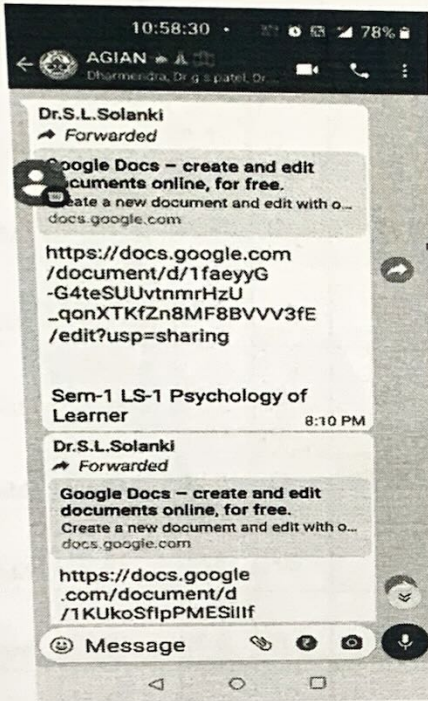 10:58:30 • 78%
AGIAN
Dharmendra, Dr g s patel, Dr...
Dr.S.L.Solanki
Forwarded
Google Docs – create and edit
documents online, for free.
Create a new document and edit with o...
docs.google.com
https://docs.google.com
/document/d/1faeyyG
-G4teSUUvtnmrHzU
_qonXTKfZn8MF8BVVV3fE
/edit?usp=sharing
Sem-1 LS-1 Psychology of
Learner
8:10 PM
Dr.S.L.Solanki
Forwarded
Google Docs – create and edit
documents online, for free.
Create a new document and edit with o...
docs.google.com
https://docs.google
.com/document/d
/1KUkoSfIpPMESiIIf
Message